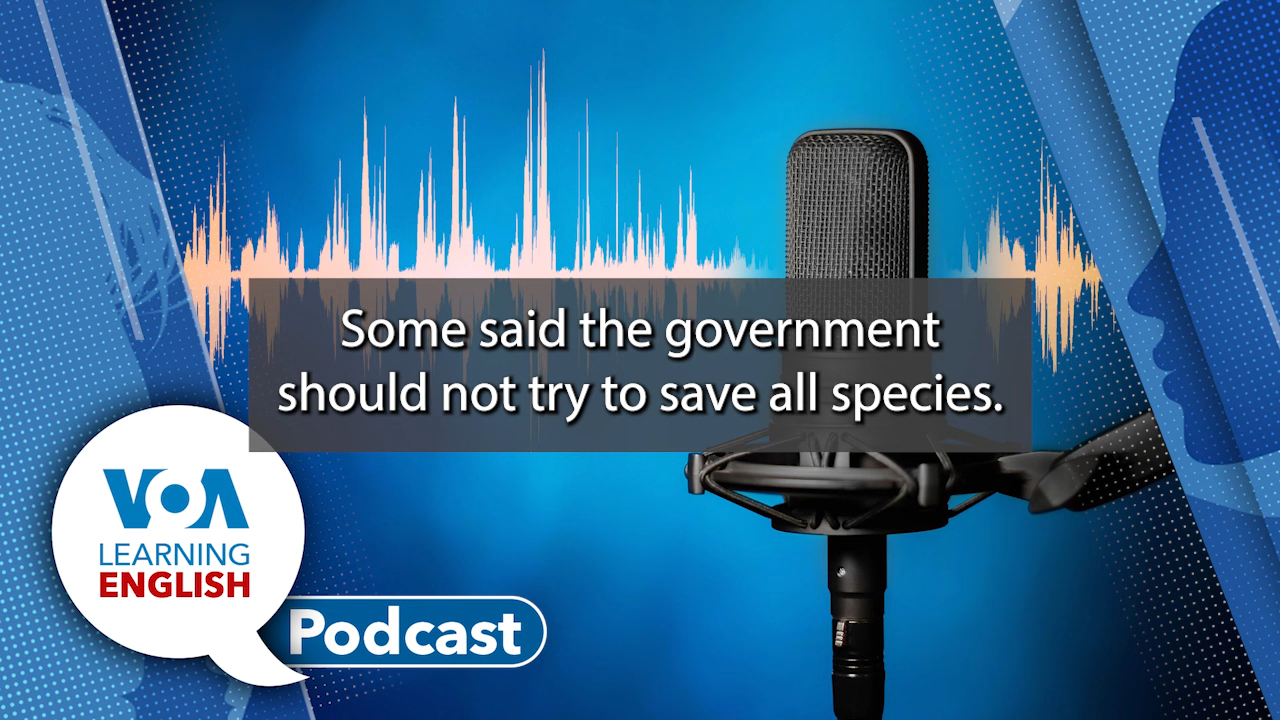 Some said the government
should not try to save all species.
VOA
LEARNING
ENGLISH
Podcast